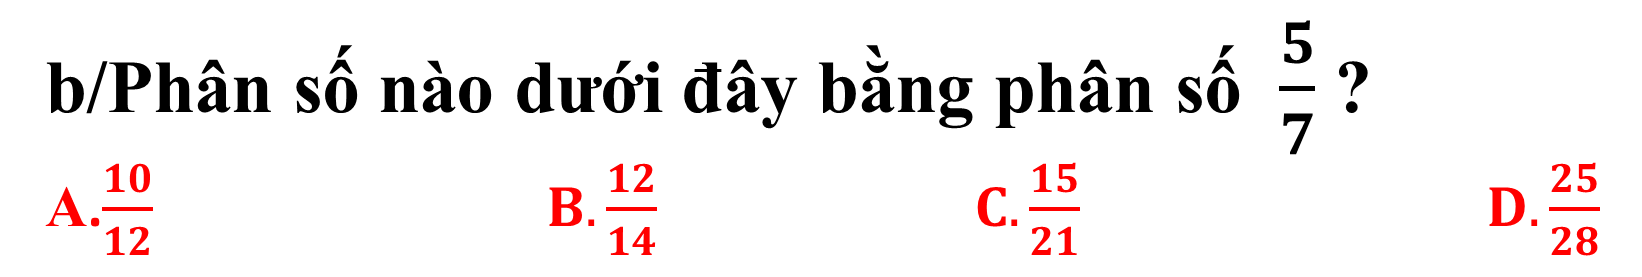 b/Phân số nào dưới đây bằng phân số 5/7 ?
A.10/12 B.12/14 C.15/21 D.25/28